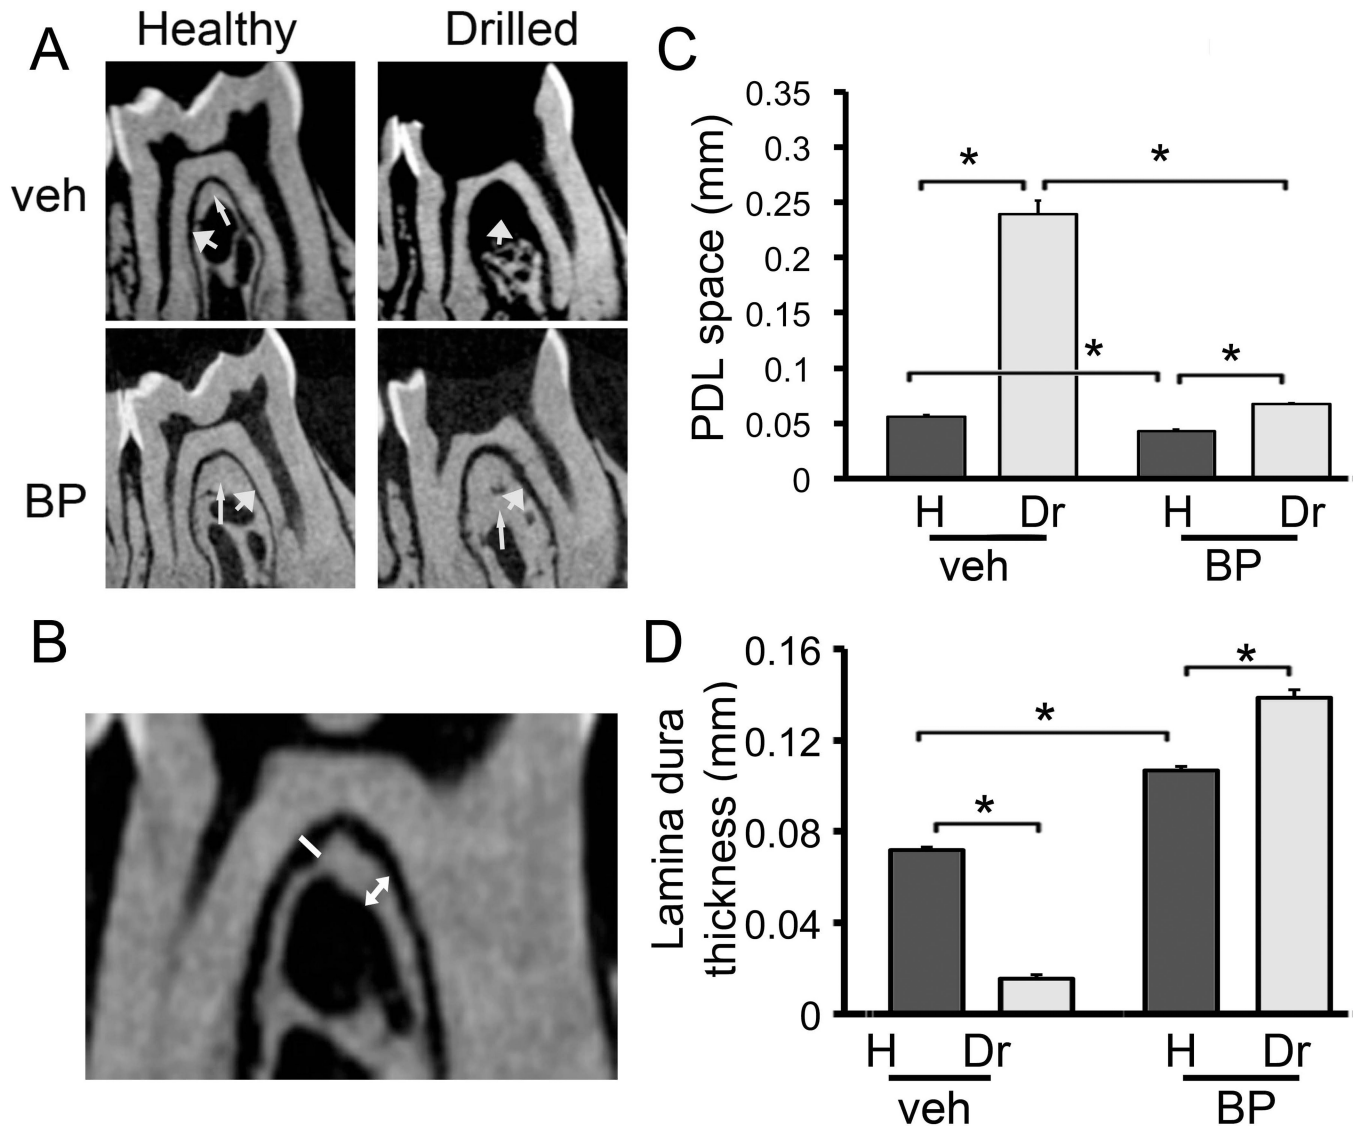 A
Healthy
Drilled
veh
BP
B
C
PDL space (mm)
0.35
0.3
0.25
0.2
0.15
0.1
0.05
0
*
*
*
*
H
Dr
H
Dr
veh
BP
D
Lamina dura
thickness (mm)
0.16
0.12
0.08
0.04
0
*
*
*
H
Dr
H
Dr
veh
BP